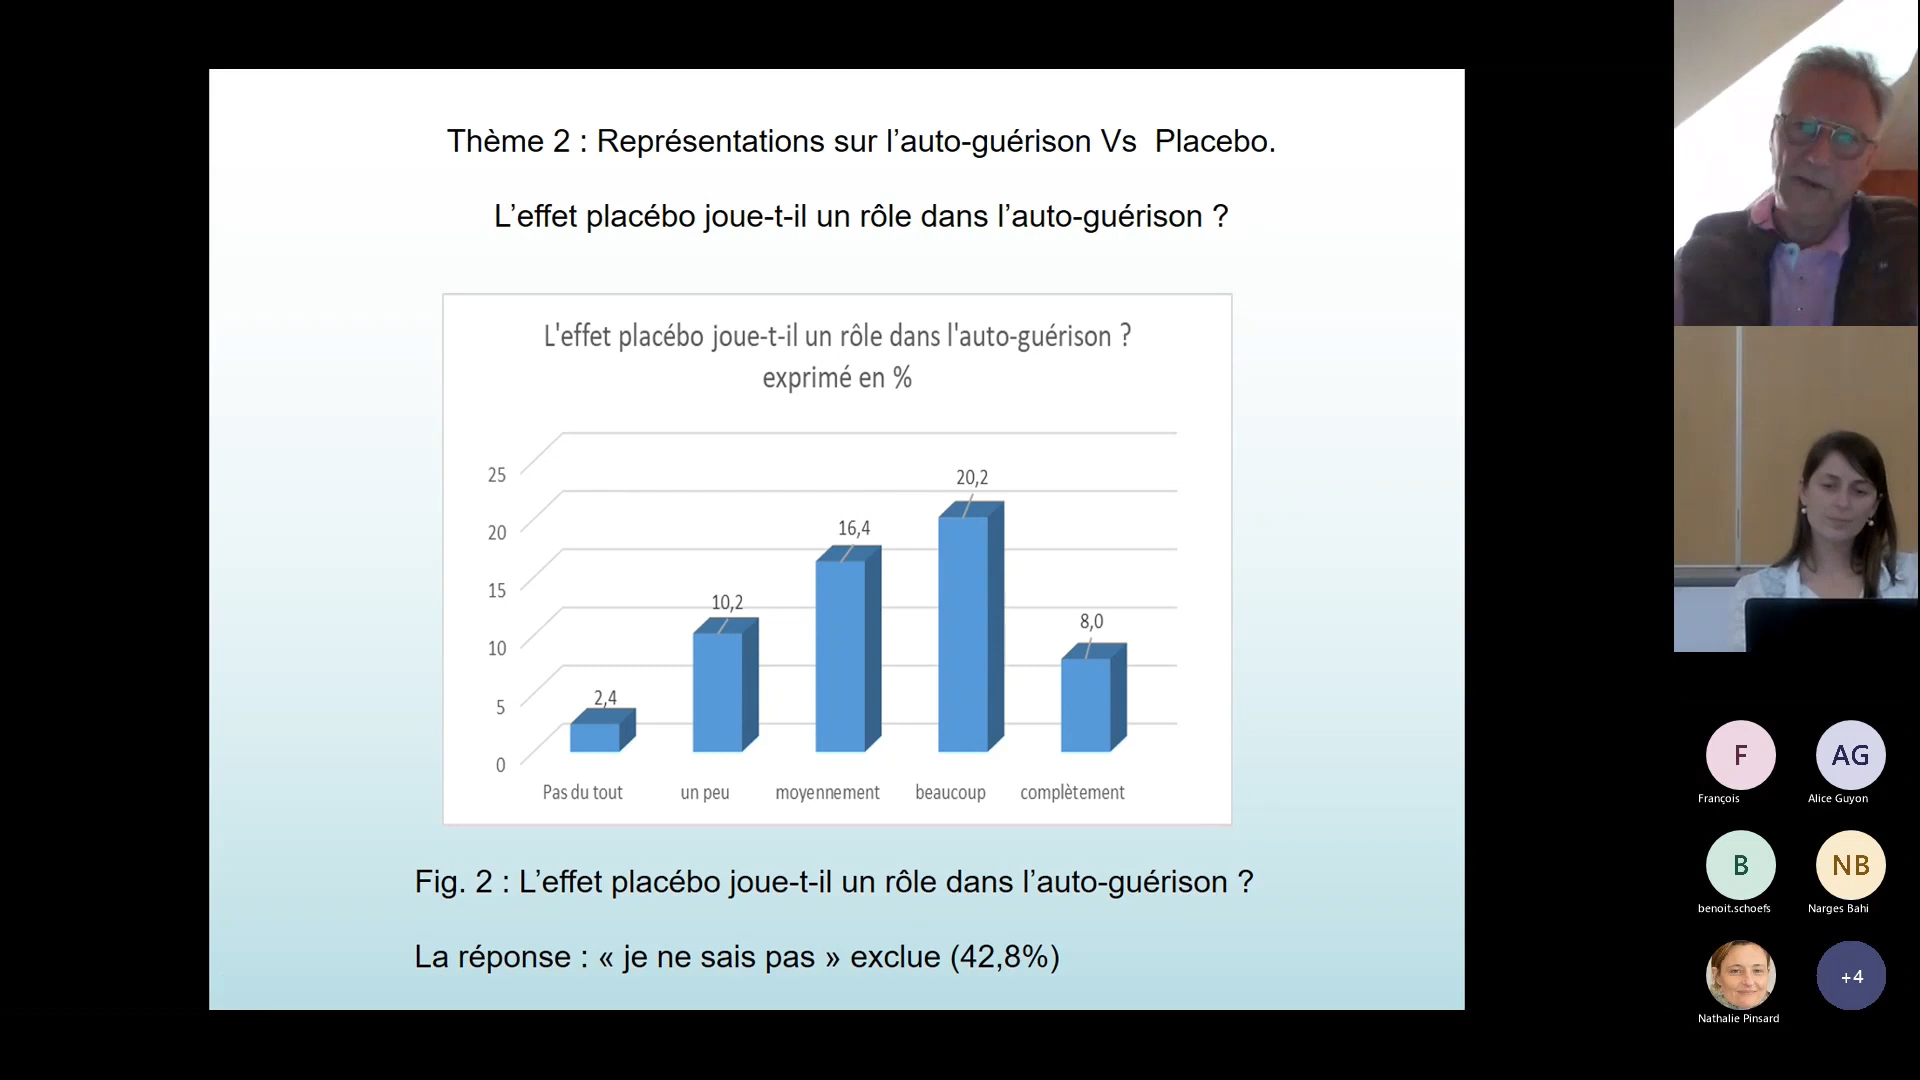 Thème 2 : Représentations sur l’auto-guérison Vs  Placebo.
L’effet placébo joue-t-il un rôle dans l’auto-guérison ?
L'effet placébo joue-t-il un rôle dans l'auto-guérison ?
exprimé en %
25
20
15
10
5
0
2,4
10,2
16,4
20,2
8,0
Pas du tout
un peu
moyennement
beaucoup
complètement
Fig. 2 : L’effet placébo joue-t-il un rôle dans l’auto-guérison ?
La réponse : « je ne sais pas » exclue (42,8%)
F
AG
François
Alice Guyon
B
NB
benoit.schoefs
Narges Bahi
+4
Nathalie Pinsard